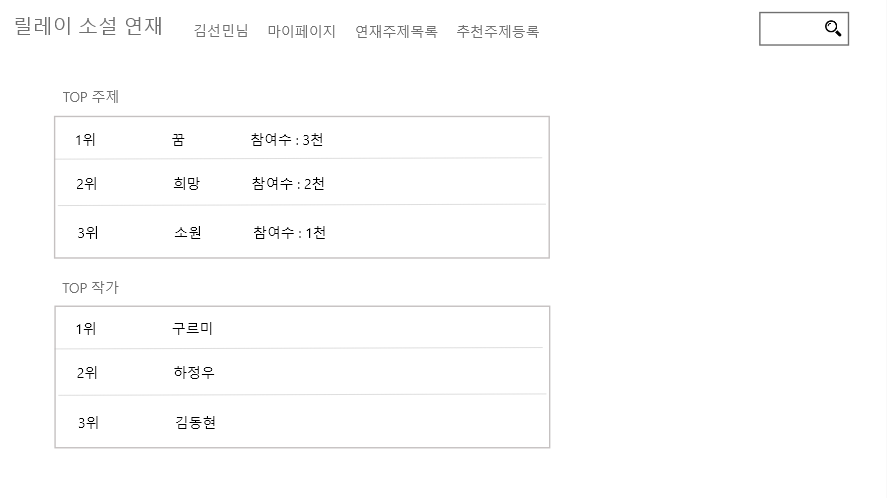 릴레이 소설 연재 김선민님 마이페이지 연재주제목록 추천주제등록
TOP 주제
1위 꿈 참여수 : 3천
2위 희망 참여수 : 2천
3위 소원 참여수 : 1천
TOP 작가
1위 구르미
2위 하정우
3위 김동현